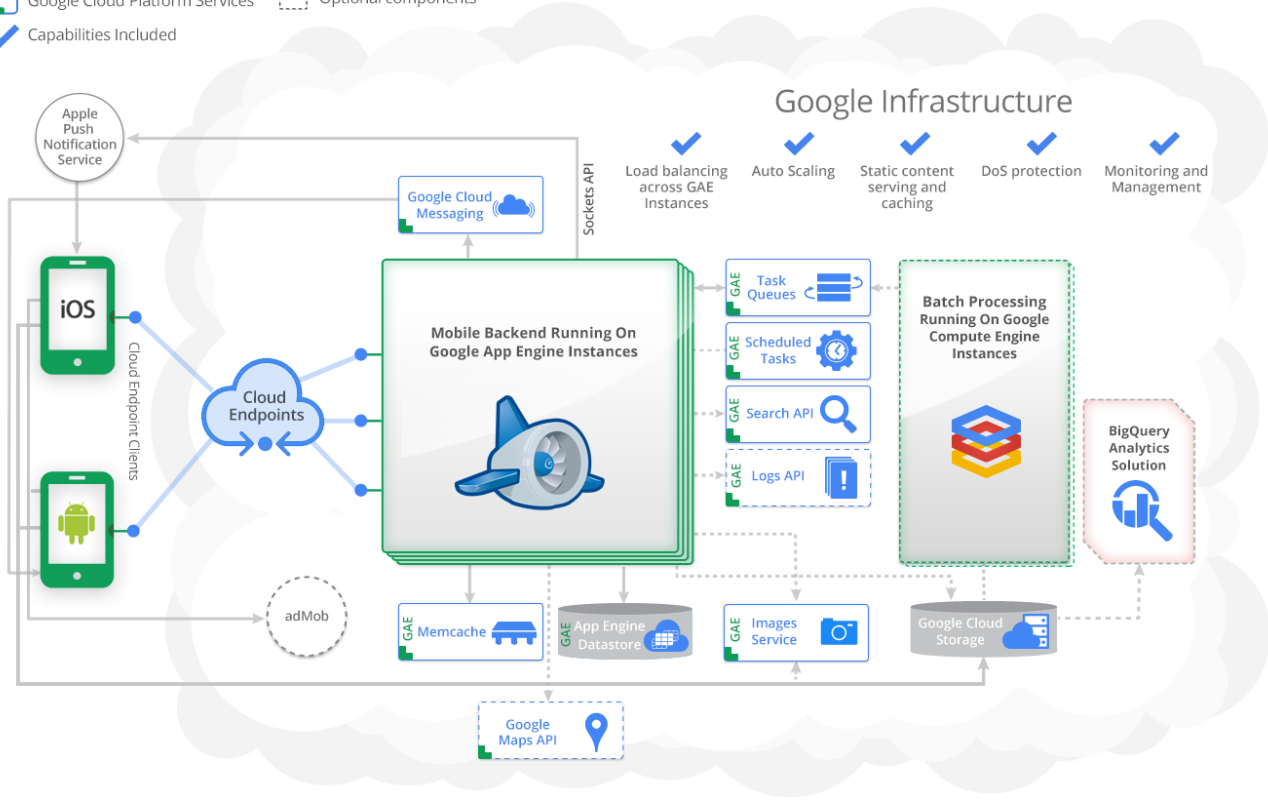 Google Cloud Platform Services
Optional components
Capabilities Included
Google Infrastructure
Load balancing
across GAE
Instances
Auto Scaling
Static content
serving and
caching
DoS protection
Monitoring and
Management
Apple
Push
Notification
Service
Sockets API
Google Cloud
Messaging
iOS
Cloud Endpoint Clients
Cloud
Endpoints
Mobile Backend Running On
Google App Engine Instances
GAE
Task
Queues
GAE
Scheduled
Tasks
GAE
Search API
GAE
Logs API
Batch Processing
Running On Google
Compute Engine
Instances
BigQuery
Analytics
Solution
adMob
GAE
Memcache
GAE
App Engine
Datastore
GAE
Images
Service
Google Cloud
Storage
Google
Maps API